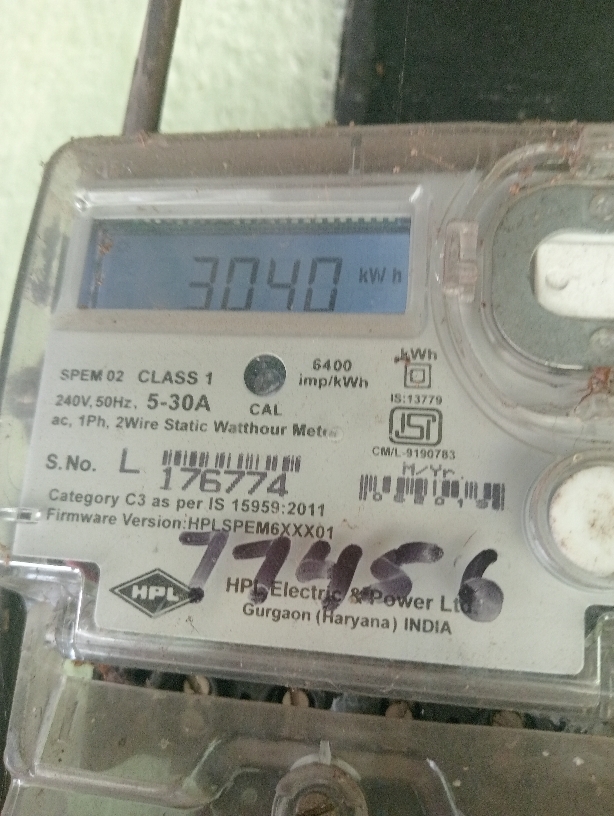 3040 kWh
kWh
SPEM 02 CLASS 1
6400
imp/kWh
240V, 50Hz, 5-30A
CAL
IS:13779
ac, 1Ph, 2Wire Static Watthour Meter
ISI
CM/L-9190783
S.No. L 176774
M/Yr.
Category C3 as per IS 15959:2011
Firmware Version:HPLSPEM6XXX01
77456
HPL
HPL Electric & Power Ltd
Gurgaon (Haryana) INDIA